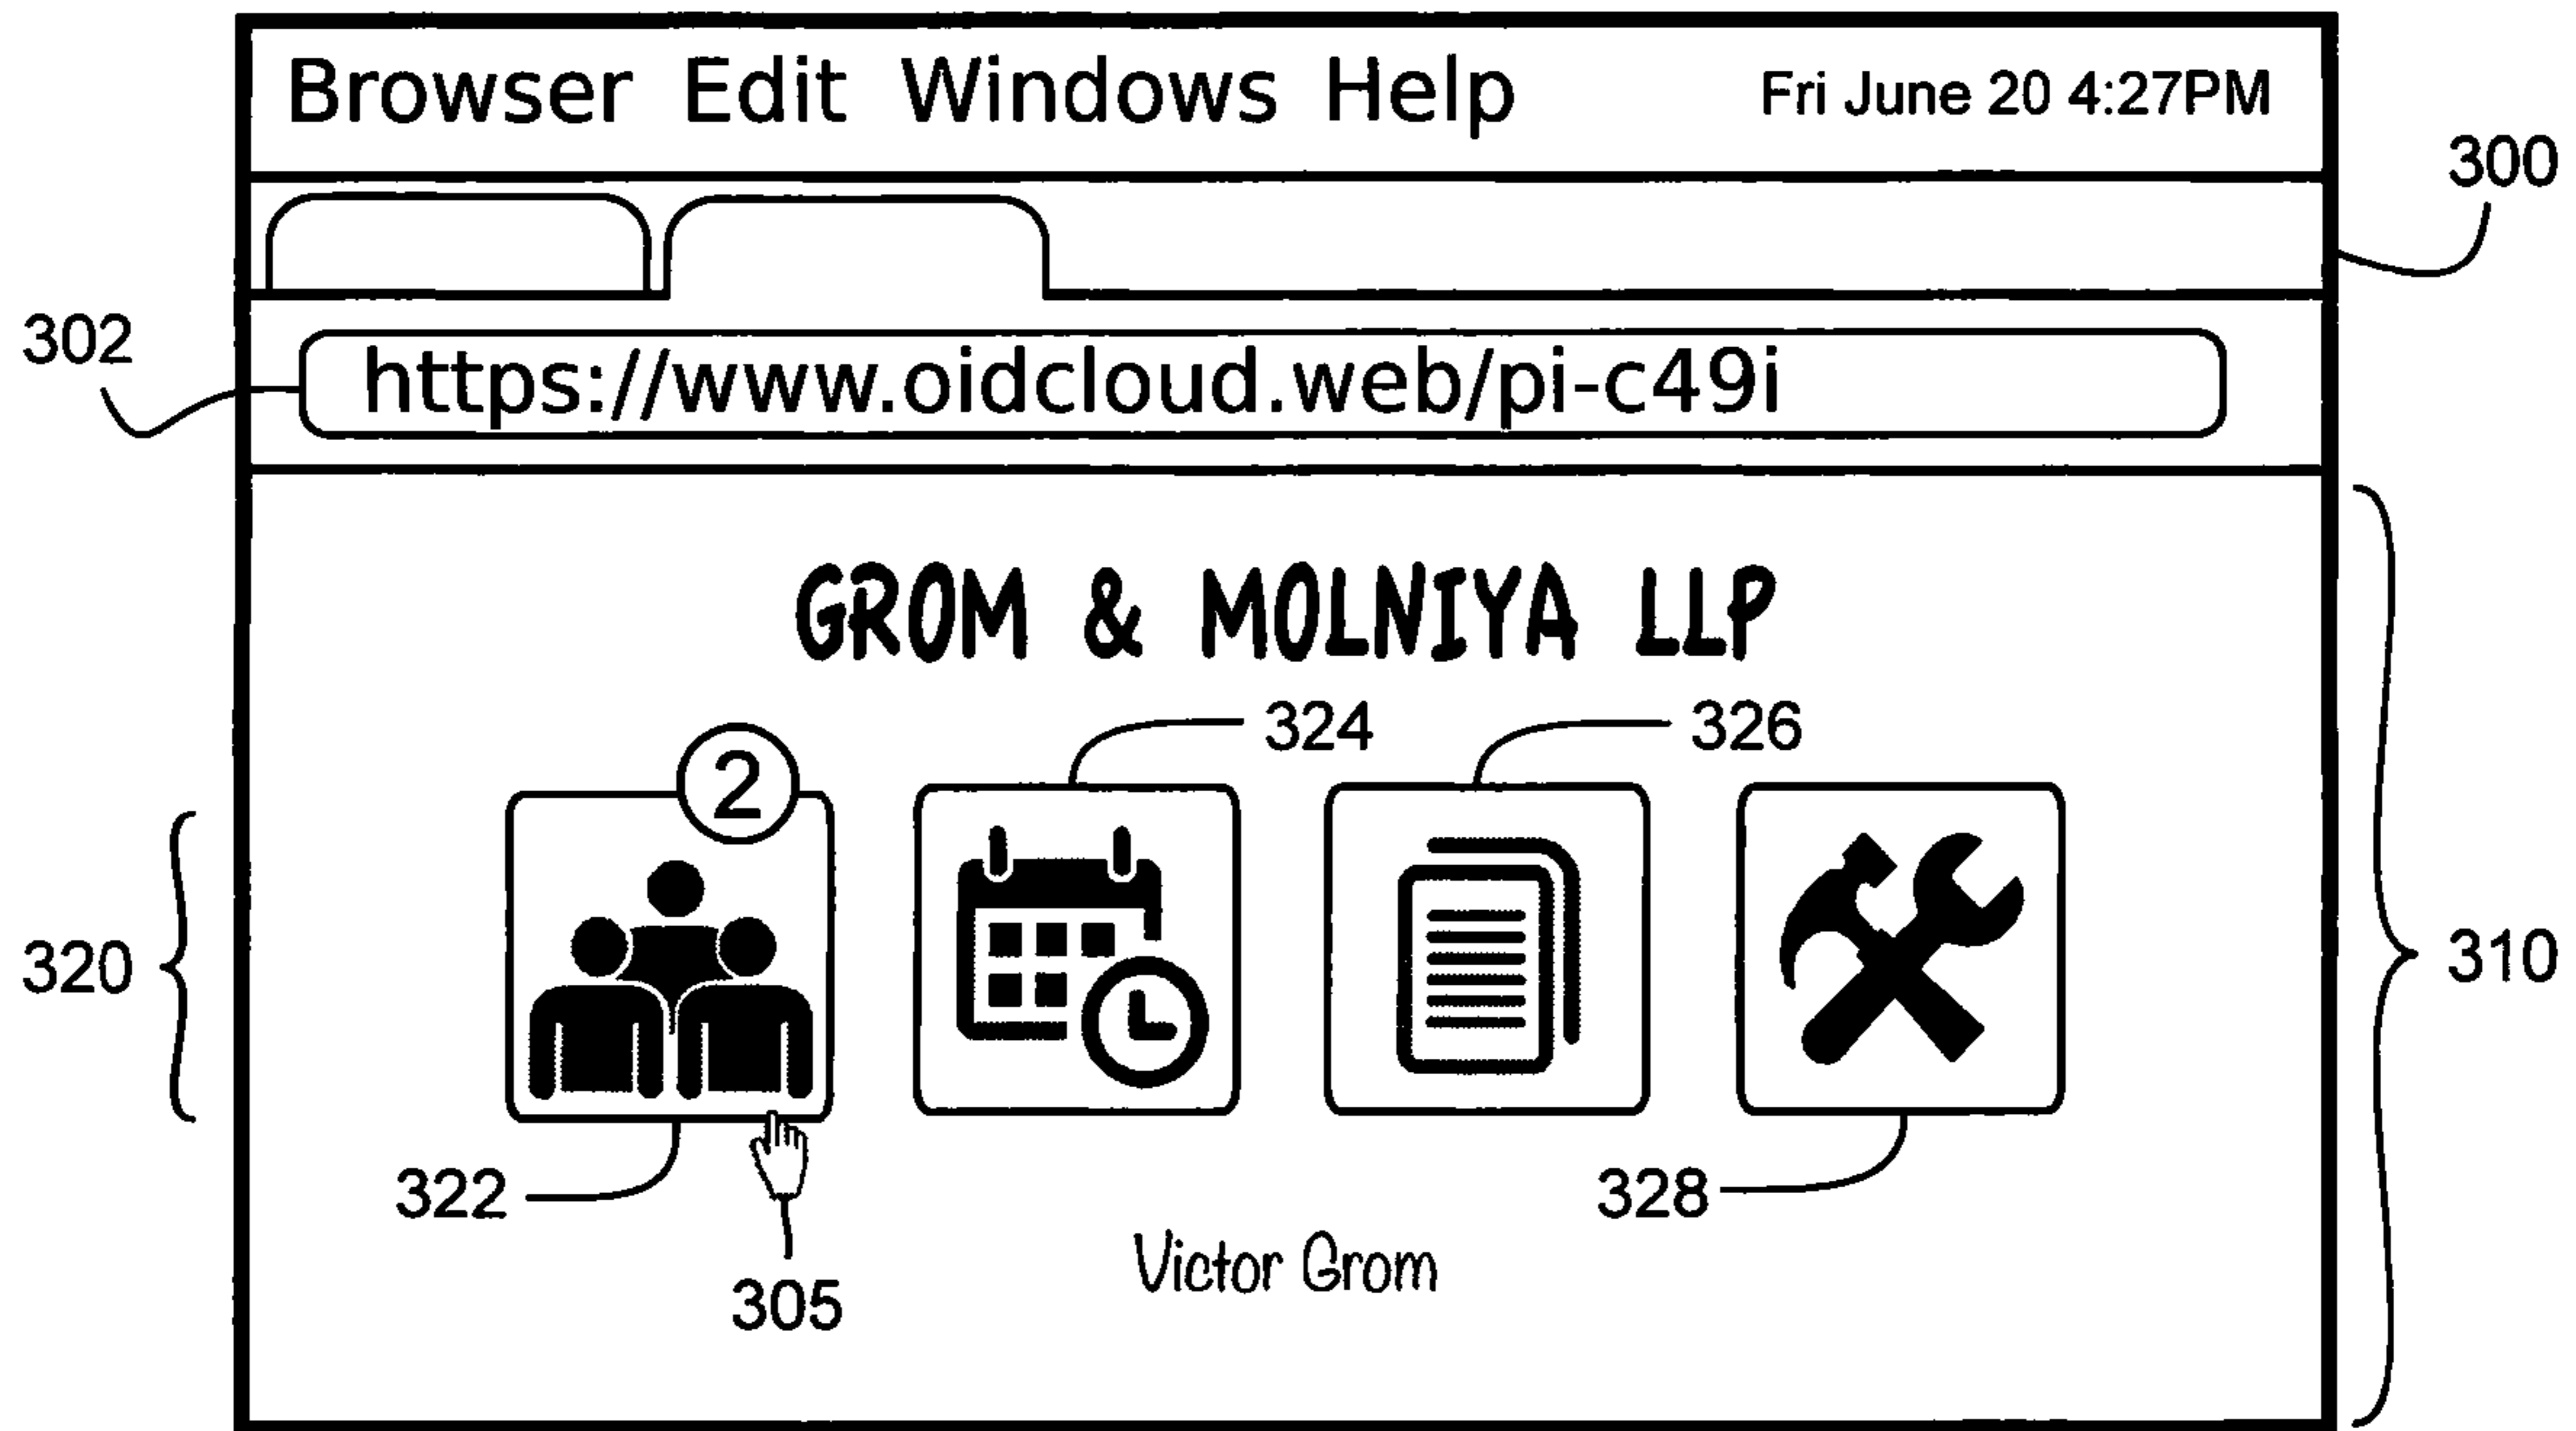 Browser Edit Windows Help Fri June 20 4:27PM
300
302
https://www.oidcloud.web/pi-c49i
GROM & MOLNIYA LLP
324 326
2
320 310
322 328
305
Victor Grom